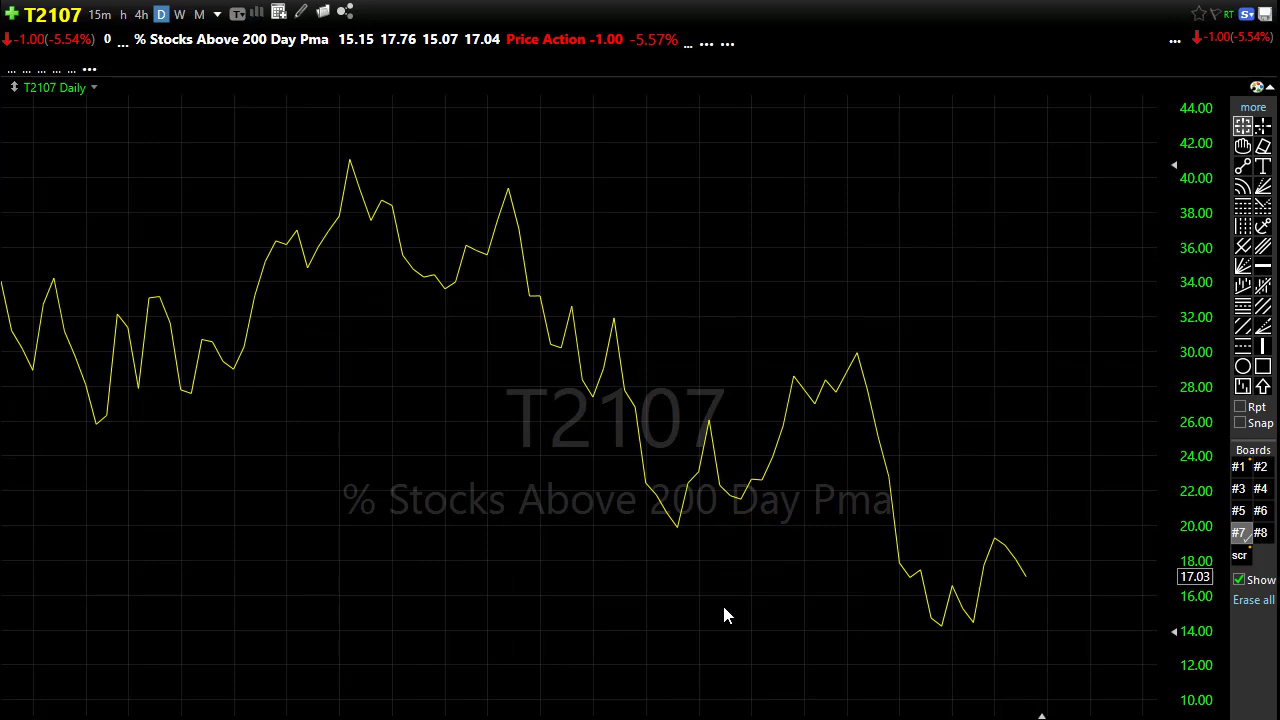 T2107 15m h 4h D W M T RT S
-1.00(-5.54%) 0 ... % Stocks Above 200 Day Pma 15.15 17.76 15.07 17.04 Price Action -1.00 -5.57% ... ... ... ... -1.00(-5.54%)
... ... ... ... ... ...
T2107 Daily
more
44.00
42.00
40.00
38.00
36.00
34.00
32.00
30.00
28.00
26.00
24.00
22.00
20.00
18.00
17.03
16.00
14.00
12.00
10.00
T2107
% Stocks Above 200 Day Pma
T
Rpt
Snap
Boards
#1 #2
#3 #4
#5 #6
#7 #8
scr
Show
Erase all